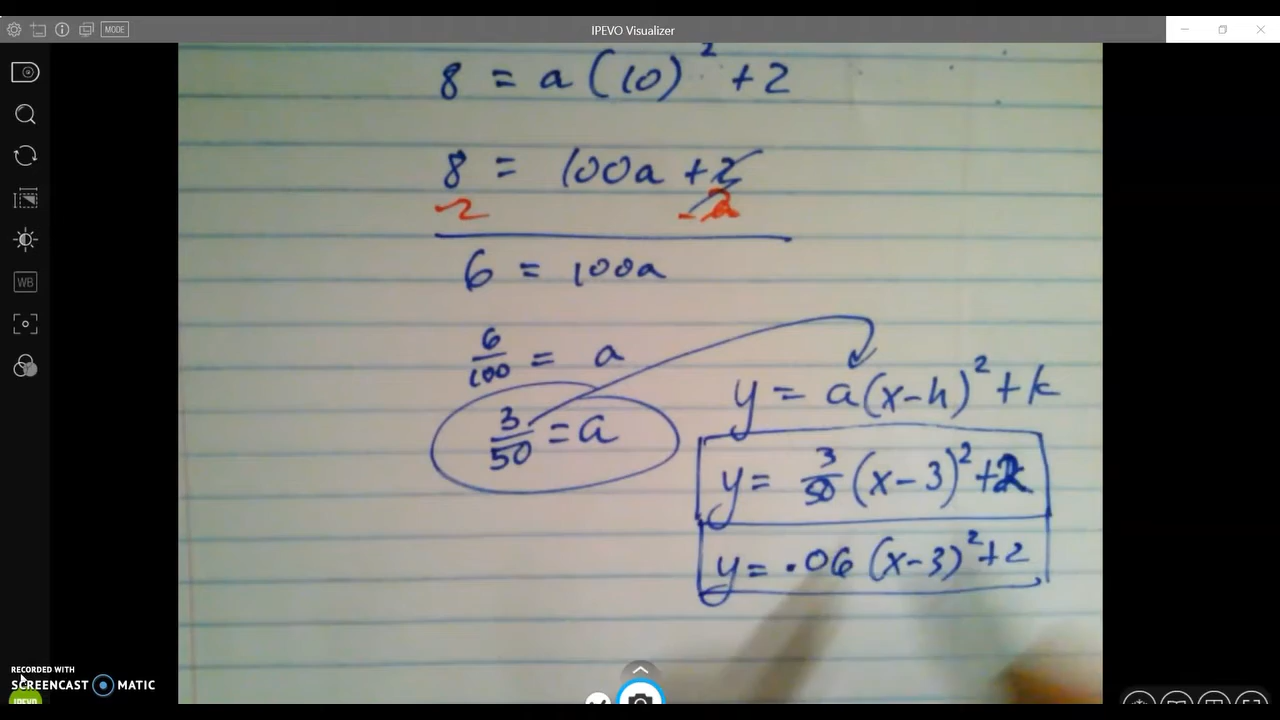 IPEVO Visualizer
MODE
WB
8 = a(10)² + 2
8 = 100a + 2
-2 -2
6 = 100a
6/100 = a
3/50 = a
y = a(x-h)² + k
y = 3/50 (x-3)² + 2
y = .06 (x-3)² + 2
RECORDED WITH
SCREENCAST MATIC